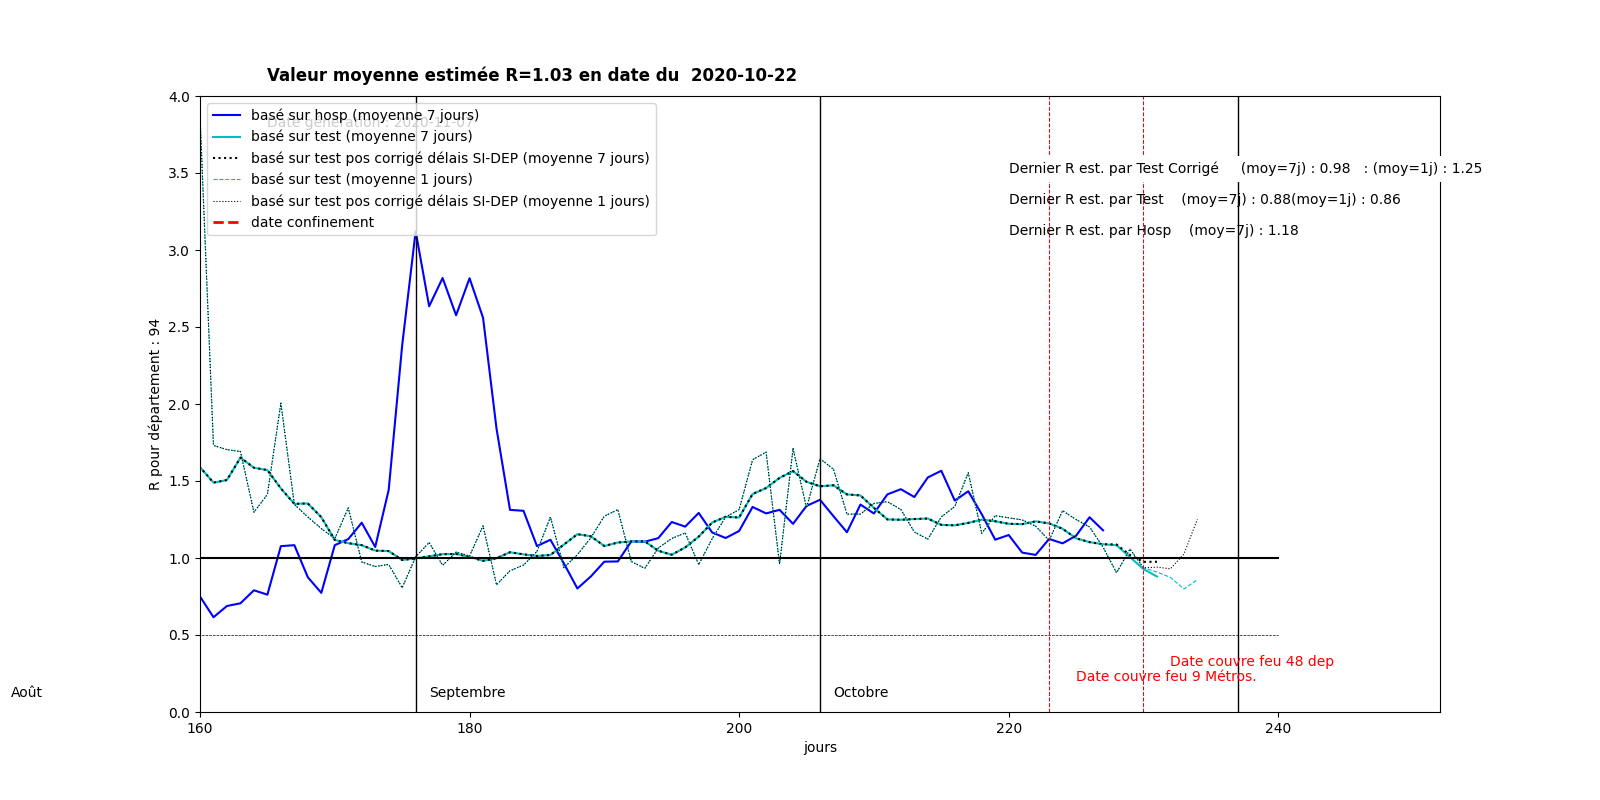 Valeur moyenne estimée R=1.03 en date du  2020-10-22
4.0
3.5
3.0
2.5
2.0
1.5
1.0
0.5
0.0
R pour département : 94
basé sur hosp (moyenne 7 jours)
Date génération : 2020-11-07
basé sur test (moyenne 7 jours)
basé sur test pos corrigé délais SI-DEP (moyenne 7 jours)
basé sur test (moyenne 1 jours)
basé sur test pos corrigé délais SI-DEP (moyenne 1 jours)
date confinement
Dernier R est. par Test Corrigé     (moy=7j) : 0.98   : (moy=1j) : 1.25
Dernier R est. par Test    (moy=7j) : 0.88(moy=1j) : 0.86
Dernier R est. par Hosp    (moy=7j) : 1.18
Date couvre feu 48 dep
Date couvre feu 9 Métros.
Août
Septembre
Octobre
160
180
200
220
240
jours